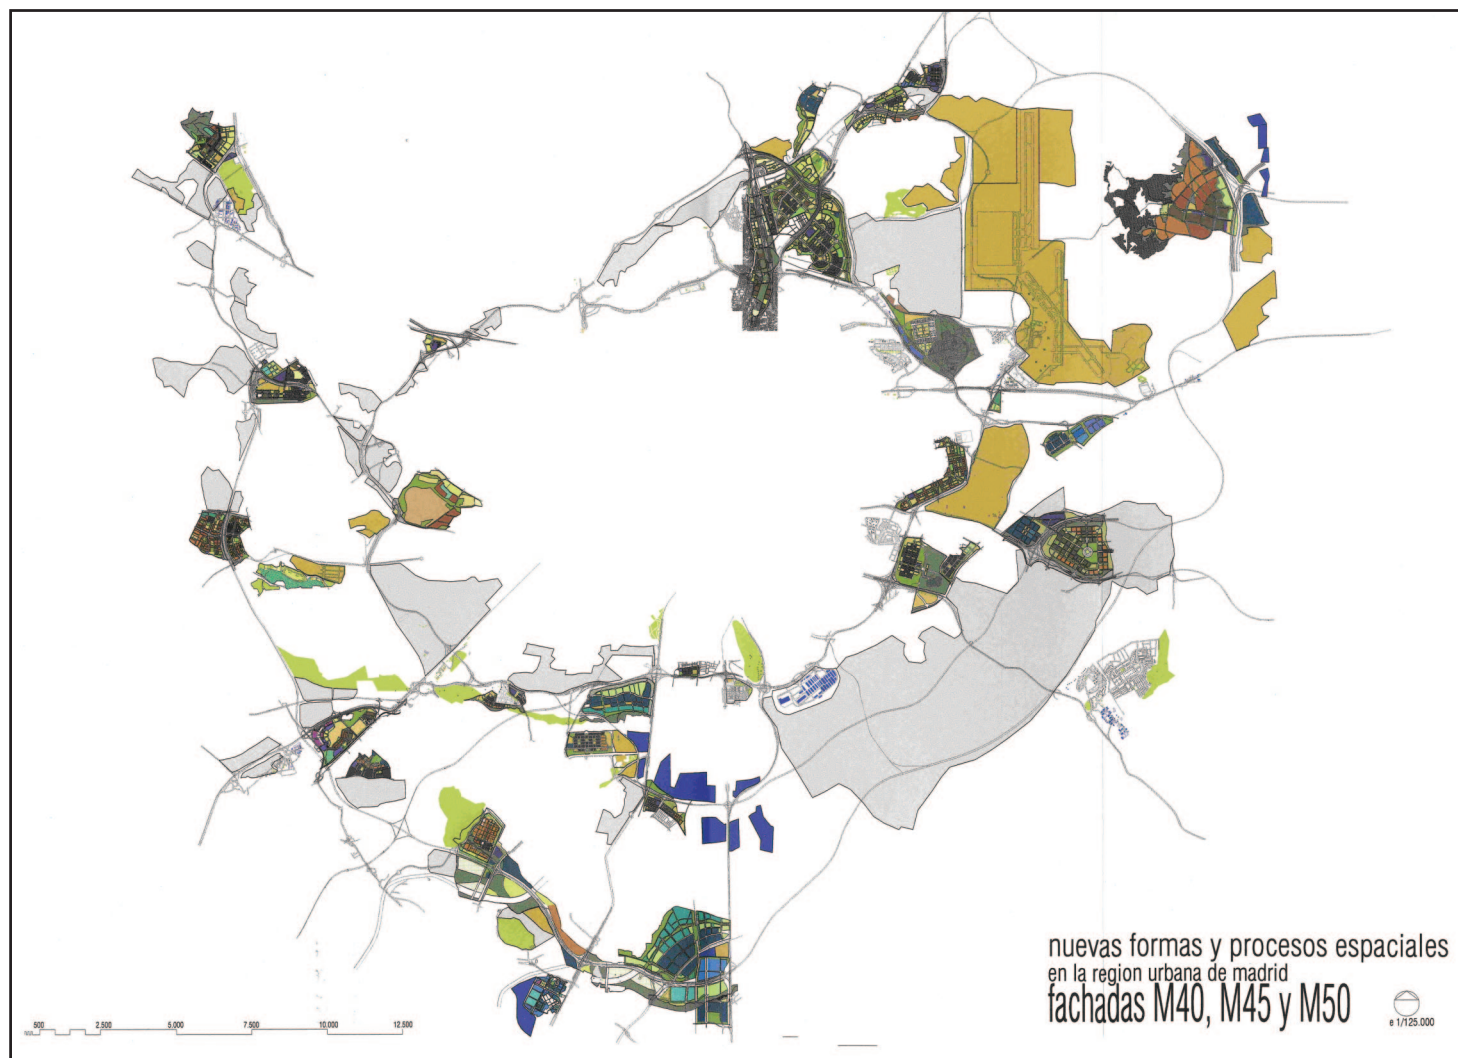 nuevas formas y procesos espaciales
en la region urbana de madrid
fachadas M40, M45 y M50
e 1/125.000
500 2.500 5.000 7.500 10.000 12.500